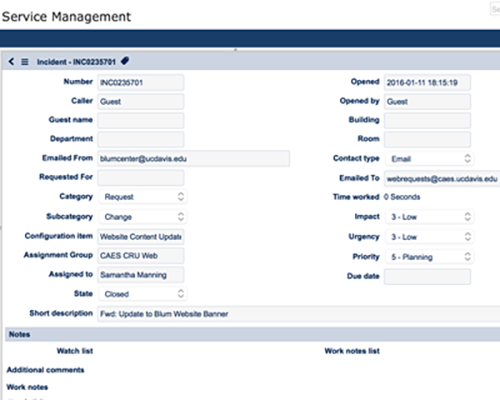 Service Management
Incident - INC0235701
Number INC0235701 Opened 2016-01-11 18:15:19
Caller Guest Opened by Guest
Guest name Building
Department Room
Emailed From blumcenter@ucdavis.edu Contact type Email
Requested For Emailed To webrequests@caes.ucdavis.edu
Category Request Time worked 0 Seconds
Subcategory Change Impact 3 - Low
Configuration item Website Content Update Urgency 3 - Low
Assignment Group CAES CRU Web Priority 5 - Planning
Assigned to Samantha Manning Due date
State Closed
Short description Fwd: Update to Blum Website Banner
Notes
Watch list Work notes list
Additional comments
Work notes